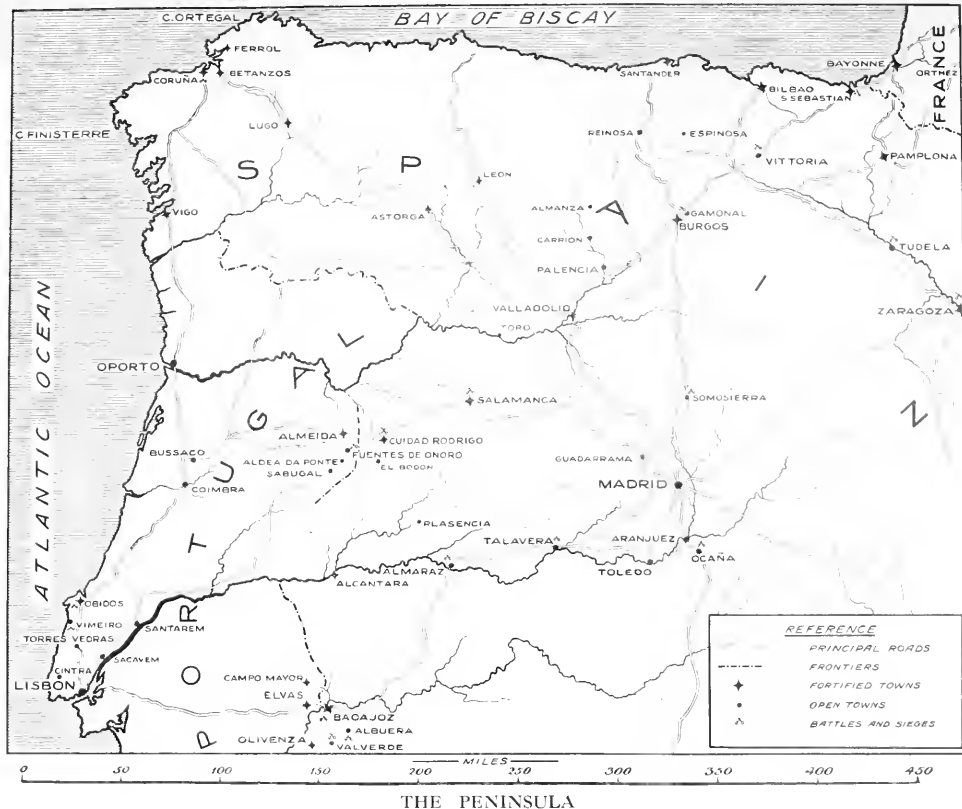 BAY OF BISCAY
C. ORTEGAL
FERROL
CORUÑA
BETANZOS
SANTANDER
BAYONNE
ORTHEZ
FRANCE
BILBAO
S. SEBASTIAN
C. FINISTERRE
LUGO
REINOSA
ESPINOSA
VITTORIA
PAMPLONA
SPAIN
LEON
VIGO
ASTORGA
ALMANZA
GAMONAL
BURGOS
CARRION
TUDELA
PALENCIA
VALLADOLID
ZARAGOZA
TORO
ATLANTIC OCEAN
OPORTO
PORTUGAL
SALAMANCA
SOMOSIERRA
ALMEIDA
CUIDAD RODRIGO
BUSSACO
FUENTES DE ONORO
ALDEA DA PONTE
EL BODON
GUADARRAMA
SABUGAL
COIMBRA
MADRID
PLASENCIA
TALAVERA
ARANJUEZ
OCAÑA
ALMARAZ
TOLEDO
ALCANTARA
OBIDOS
VIMEIRO
SANTAREM
TORRES VEDRAS
SACAVEM
CINTRA
LISBON
CAMPO MAYOR
ELVAS
BACAJOZ
ALBUERA
OLIVENZA
VALVERDE
REFERENCE
PRINCIPAL ROADS
FRONTIERS
FORTIFIED TOWNS
OPEN TOWNS
BATTLES AND SIEGES
MILES
0 50 100 150 200 250 300 350 400 450
THE PENINSULA